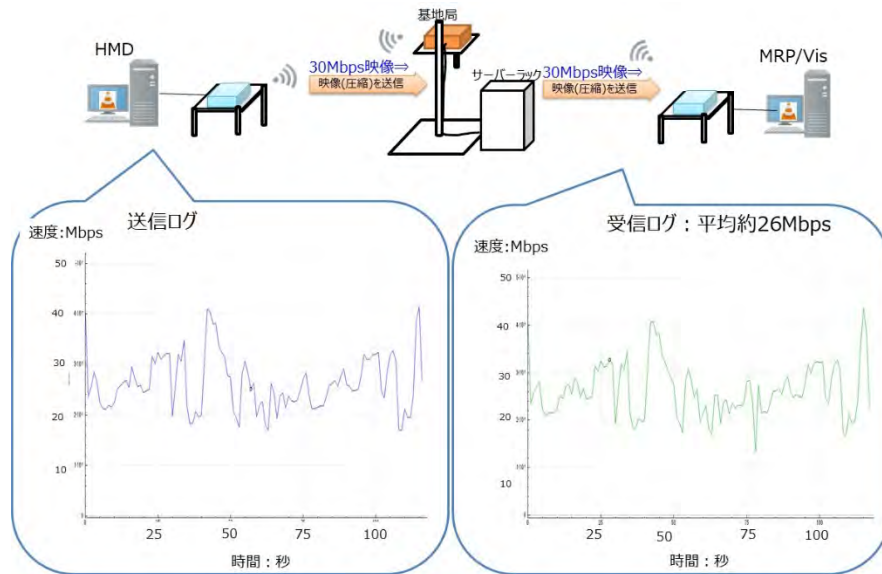 基地局
HMD
30Mbps映像⇒
映像(圧縮)を送信
サーバーラック
30Mbps映像⇒
映像(圧縮)を送信
MRP/Vis
送信ログ
速度:Mbps
50
40
30
20
10
25
50
75
100
時間：秒
受信ログ：平均約26Mbps
速度:Mbps
50
40
30
20
10
25
50
75
100
時間：秒